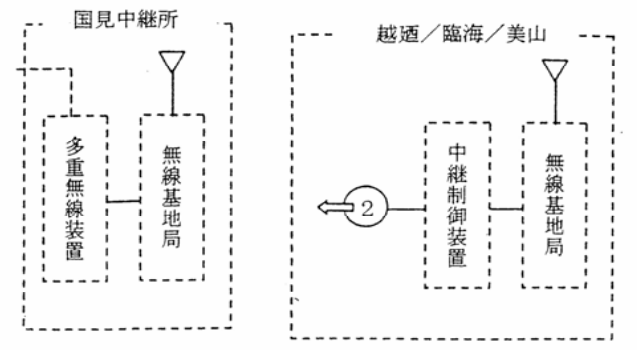 国見中継所
多重無線装置
無線基地局
越廼／臨海／美山
2
中継制御装置
無線基地局